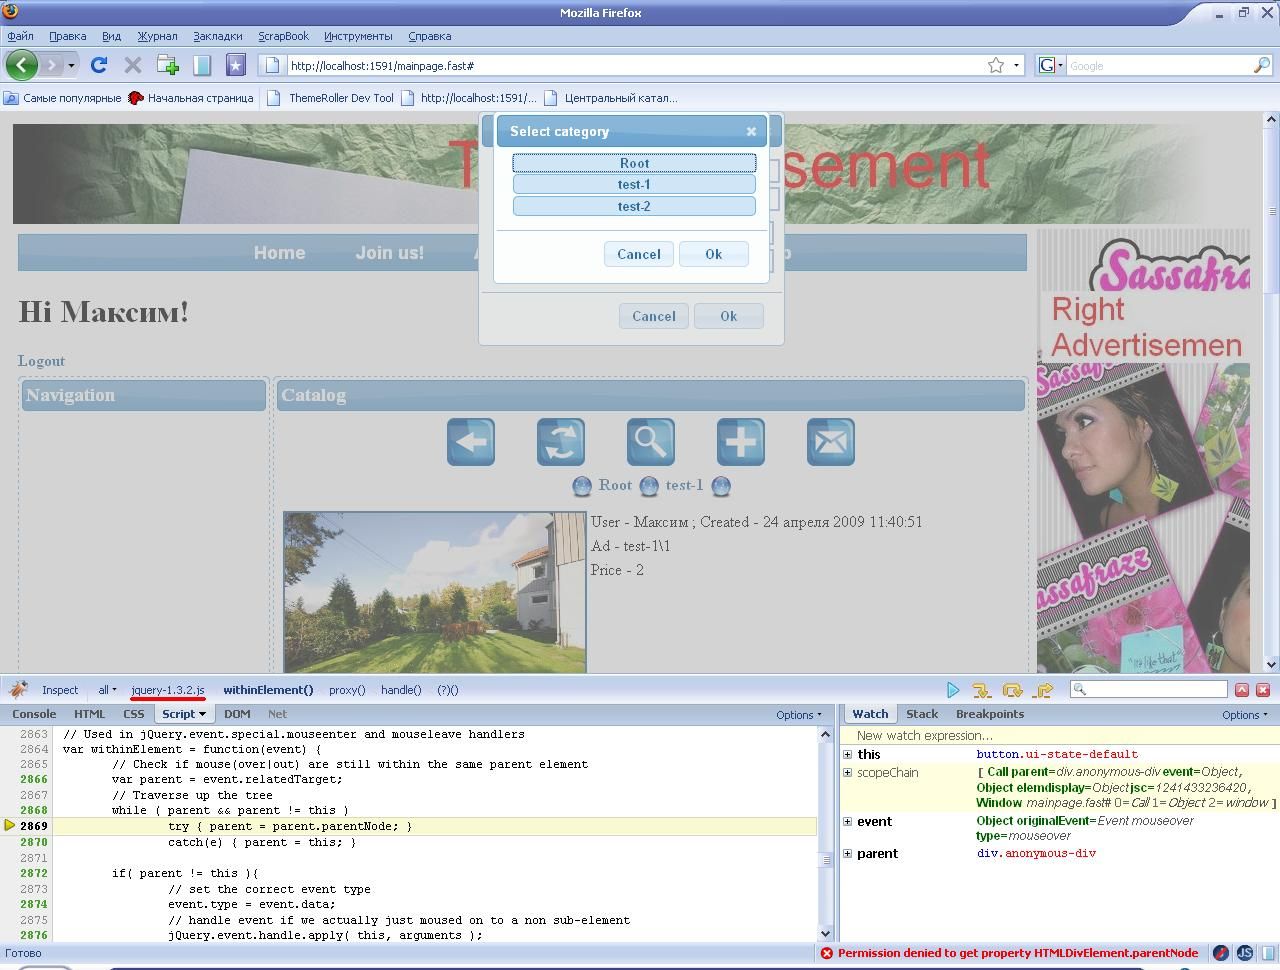 Mozilla Firefox
Файл Правка Вид Журнал Закладки ScrapBook Инструменты Справка
http://localhost:1591/mainpage.fast#
G Google
Самые популярные Начальная страница ThemeRoller Dev Tool http://localhost:1591/... Центральный катал...
Select category
Root
test-1
test-2
Cancel Ok
Cancel Ok
Home Join us!
Hi Максим!
Logout
Navigation
Catalog
Root test-1
User - Максим ; Created - 24 апреля 2009 11:40:51
Ad - test-1\1
Price - 2
Sassafra
Right
Advertisemen
Sassafrazz
assafrazz
Inspect all jquery-1.3.2.js withinElement() proxy() handle() (?)()
Console HTML CSS Script DOM Net Options
2863 // Used in jQuery.event.special.mouseenter and mouseleave handlers
2864 var withinElement = function(event) {
2865 // Check if mouse(over|out) are still within the same parent element
2866 var parent = event.relatedTarget;
2867 // Traverse up the tree
2868 while ( parent && parent != this )
2869 try { parent = parent.parentNode; }
2870 catch(e) { parent = this; }
2871
2872 if( parent != this ){
2873 // set the correct event type
2874 event.type = event.data;
2875 // handle event if we actually just moused on to a non sub-element
2876 jQuery.event.handle.apply( this, arguments );
Watch Stack Breakpoints Options
New watch expression...
this button.ui-state-default
scopeChain [ Call parent=div.anonymous-div event=Object,
Object elemdisplay=Object jsc=1241433236420,
Window mainpage.fast# 0=Call 1=Object 2=window ]
event Object originalEvent=Event mouseover
type=mouseover
parent div.anonymous-div
Готово
Permission denied to get property HTMLDivElement.parentNode
JS